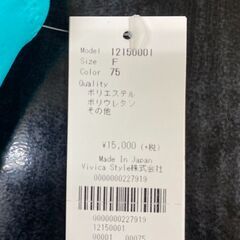 Model 12150001
Size F
Color 75
Quality
ポリエステル
ポリウレタン
その他
¥15,000 (+税)
Made In Japan
Vivica Style株式会社
0000000227919
0000000227919
12150001
00001 00075